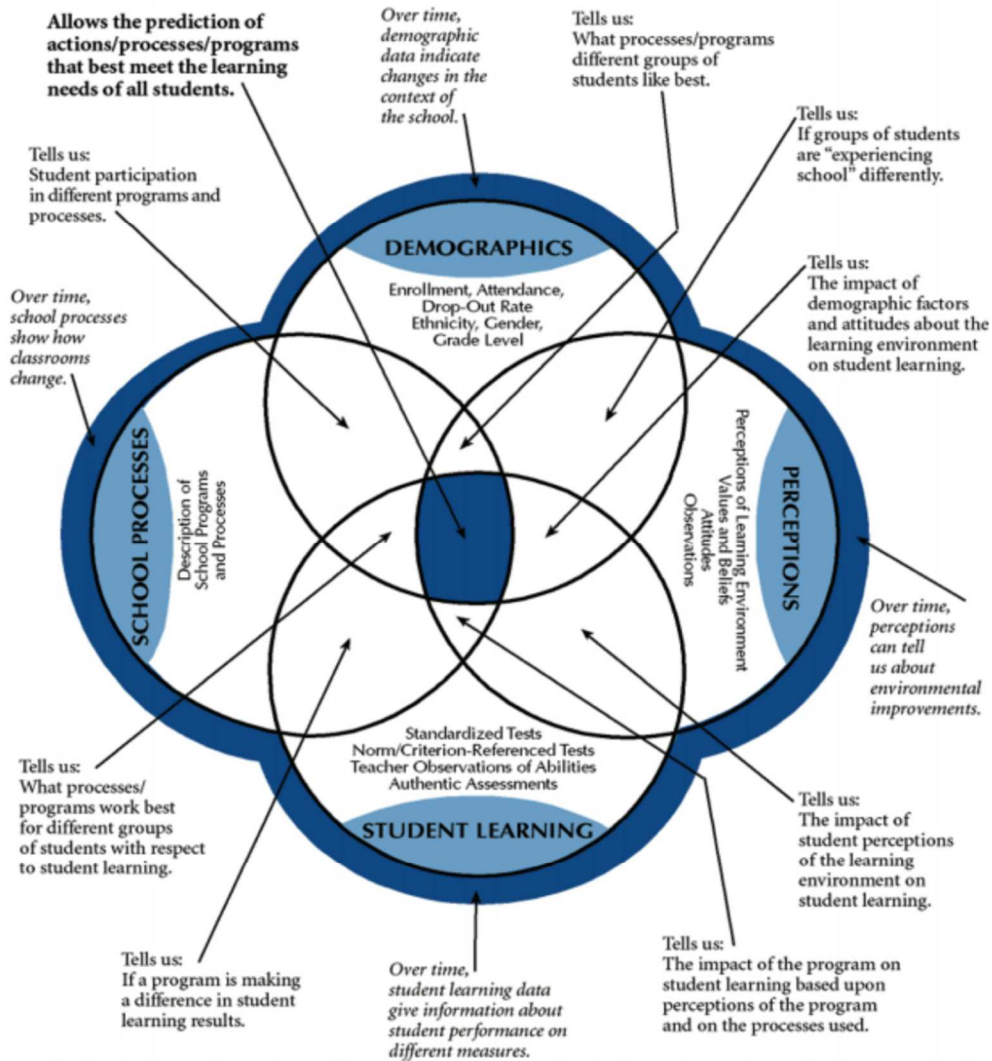 Allows the prediction of
actions/processes/programs
that best meet the learning
needs of all students.
Over time,
demographic
data indicate
changes in the
context of
the school.
Tells us:
What processes/programs
different groups of
students like best.
Tells us:
If groups of students
are “experiencing
school” differently.
Tells us:
Student participation
in different programs and
processes.
DEMOGRAPHICS
Enrollment, Attendance,
Drop-Out Rate
Ethnicity, Gender,
Grade Level
Tells us:
The impact of
demographic factors
and attitudes about the
learning environment
on student learning.
Over time,
school processes
show how
classrooms
change.
SCHOOL PROCESSES
Description of
School Programs
and Processes
PERCEPTIONS
Perceptions of Learning Environment
Values and Beliefs
Attitudes
Observations
Over time,
perceptions
can tell
us about
environmental
improvements.
Standardized Tests
Norm/Criterion-Referenced Tests
Teacher Observations of Abilities
Authentic Assessments
STUDENT LEARNING
Tells us:
What processes/
programs work best
for different groups
of students with respect
to student learning.
Tells us:
The impact of
student perceptions
of the learning
environment on
student learning.
Tells us:
If a program is making
a difference in student
learning results.
Over time,
student learning data
give information about
student performance on
different measures.
Tells us:
The impact of the program on
student learning based upon
perceptions of the program
and on the processes used.